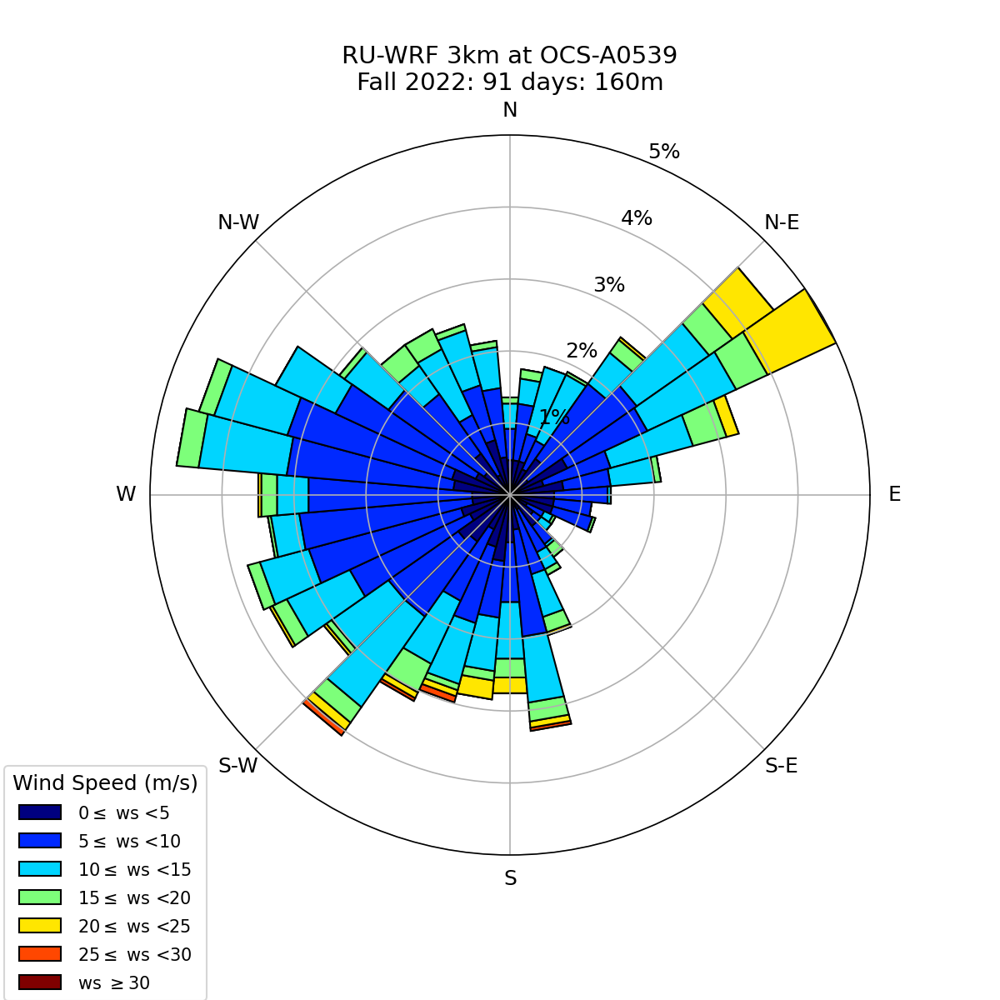 RU-WRF 3km at OCS-A0539
Fall 2022: 91 days: 160m
N
5%
4%
N-W
N-E
3%
2%
1%
W
E
S-W
S-E
S
Wind Speed (m/s)
0 ≤ ws <5
5 ≤ ws <10
10 ≤ ws <15
15 ≤ ws <20
20 ≤ ws <25
25 ≤ ws <30
ws ≥ 30